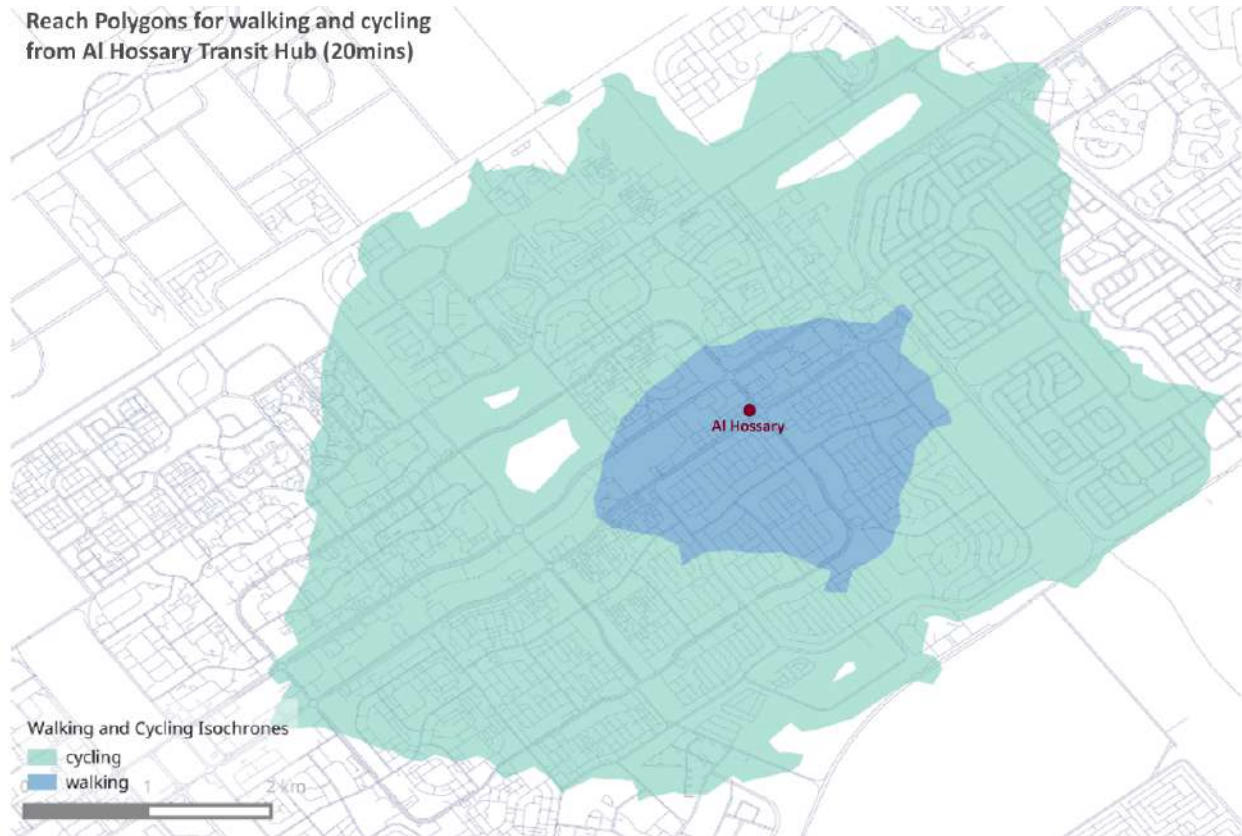 Reach Polygons for walking and cycling
from Al Hossary Transit Hub (20mins)
Al Hossary
Walking and Cycling Isochrones
cycling
walking
0 1 2 km